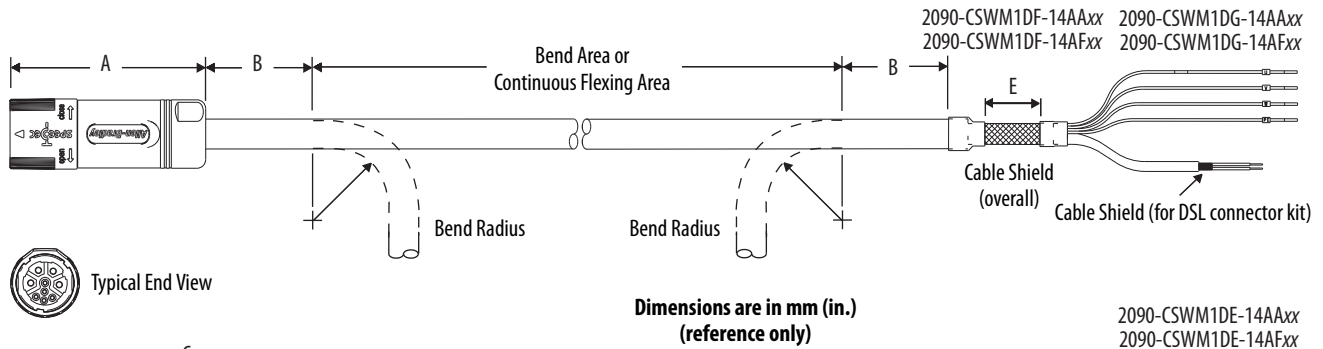 2090-CSWM1DF-14AAxx 2090-CSWM1DG-14AAxx
2090-CSWM1DF-14AFxx 2090-CSWM1DG-14AFxx
A
B
Bend Area or
Continuous Flexing Area
B
E
Allen-Bradley
Cable Shield
(overall)
Cable Shield (for DSL connector kit)
Bend Radius
Bend Radius
Typical End View
Dimensions are in mm (in.)
(reference only)
2090-CSWM1DE-14AAxx
2090-CSWM1DE-14AFxx